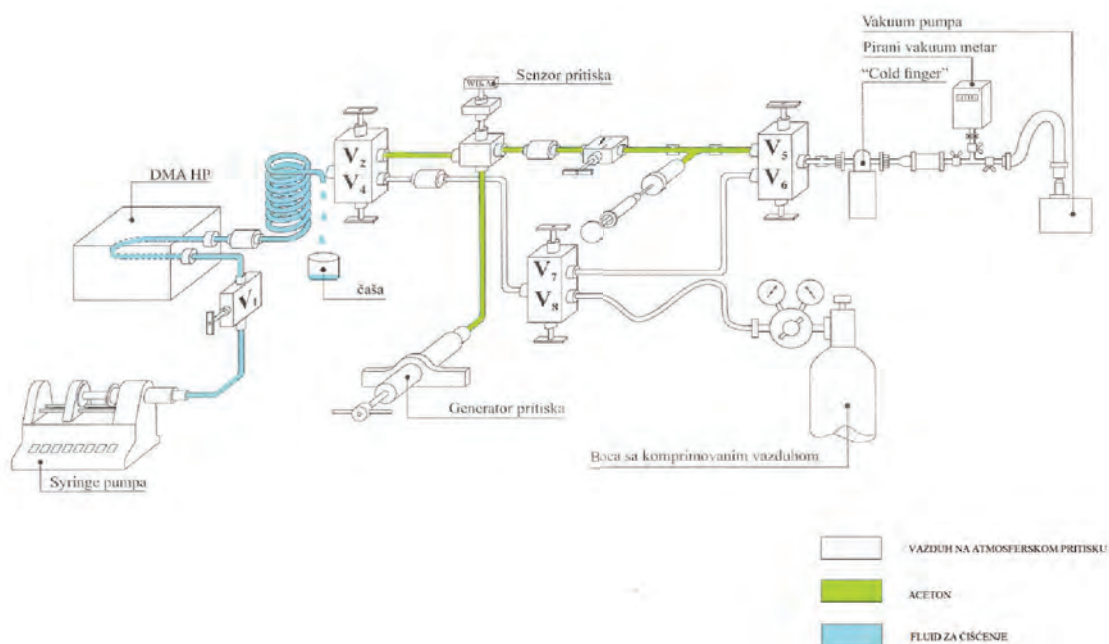 Vakuum pumpa
Pirani vakuum metar
“Cold finger”
Senzor pritiska
WIKA
DMA HP
V2
V4
V5
V6
V7
V8
V1
čaša
Generator pritiska
Syringe pumpa
Boca sa komprimovanim vazduhom
VAZDUH NA ATMOSFERSKOM PRITISKU
ACETON
FLUID ZA ČIŠĆENJE